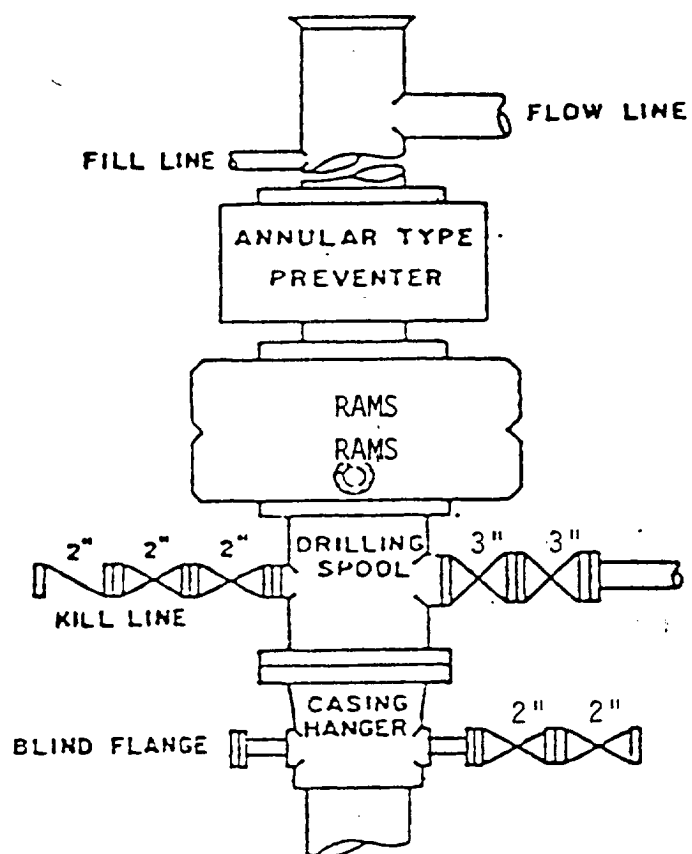 FLOW LINE
FILL LINE
ANNULAR TYPE
PREVENTER
RAMS
RAMS
2" 2" 2"
DRILLING
SPOOL
3" 3"
KILL LINE
CASING
HANGER
2" 2"
BLIND FLANGE